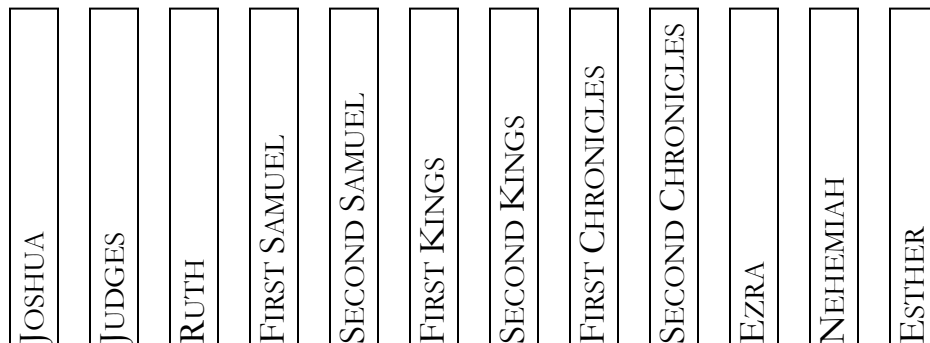 JOSHUA
JUDGES
RUTH
FIRST SAMUEL
SECOND SAMUEL
FIRST KINGS
SECOND KINGS
FIRST CHRONICLES
SECOND CHRONICLES
EZRA
NEHEMIAH
ESTHER